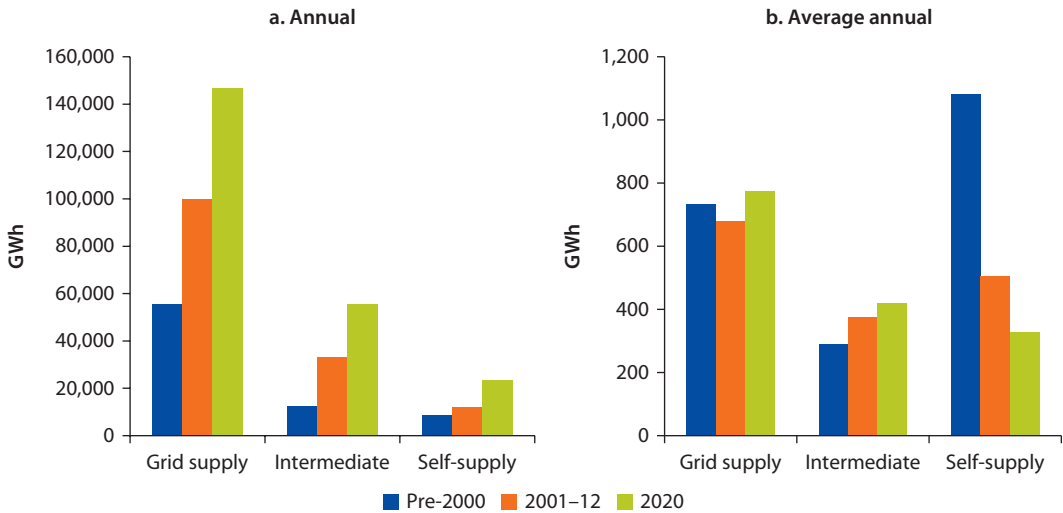 a. Annual
160,000
140,000
120,000
100,000
80,000
60,000
40,000
20,000
0
GWh
Grid supply Intermediate Self-supply
b. Average annual
1,200
1,000
800
600
400
200
0
GWh
Grid supply Intermediate Self-supply
Pre-2000 2001–12 2020